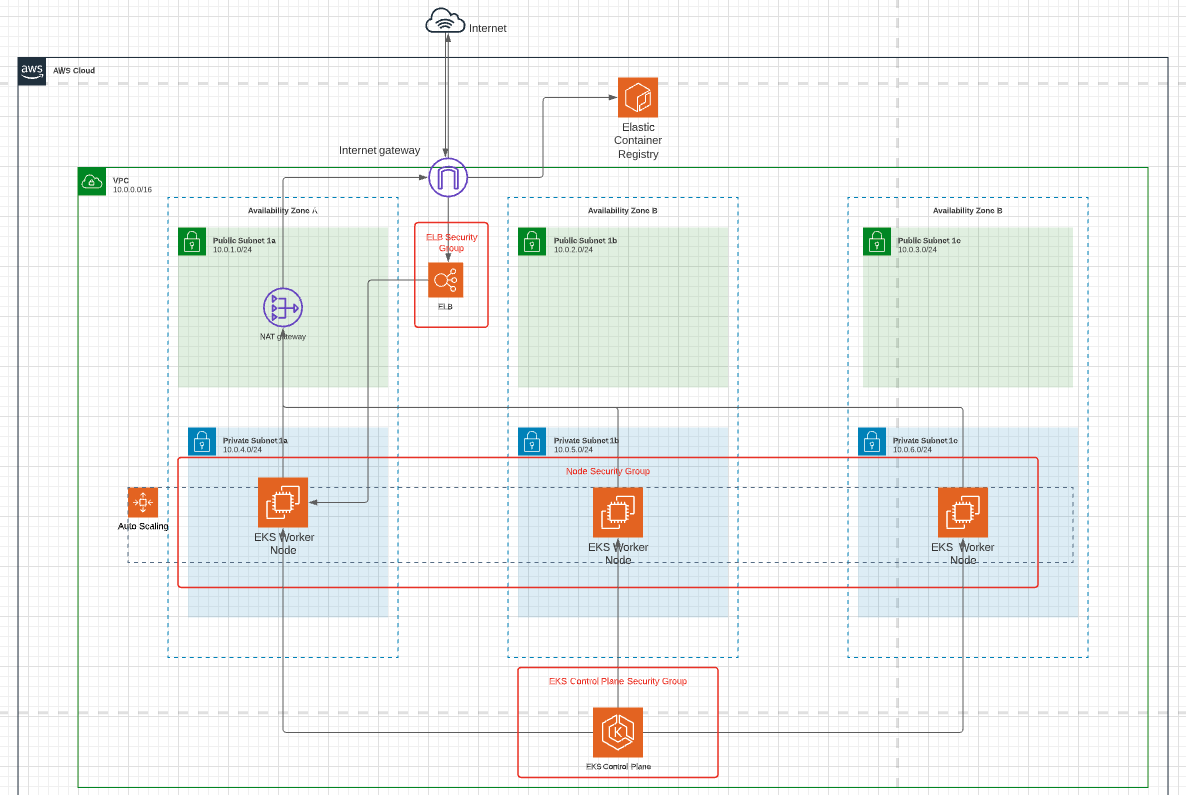 Internet
aws
AWS Cloud
Elastic
Container
Registry
Internet gateway
VPC
10.0.0.0/16
Availability Zone A
Availability Zone B
Availability Zone B
Public Subnet 1a
10.0.1.0/24
ELB Security
Group
Public Subnet 1b
10.0.2.0/24
Public Subnet 1c
10.0.3.0/24
ELB
NAT gateway
Private Subnet 1a
10.0.4.0/24
Private Subnet 1b
10.0.5.0/24
Private Subnet 1c
10.0.6.0/24
Node Security Group
Auto Scaling
EKS Worker
Node
EKS Worker
Node
EKS Worker
Node
EKS Control Plane Security Group
K
EKS Control Plane